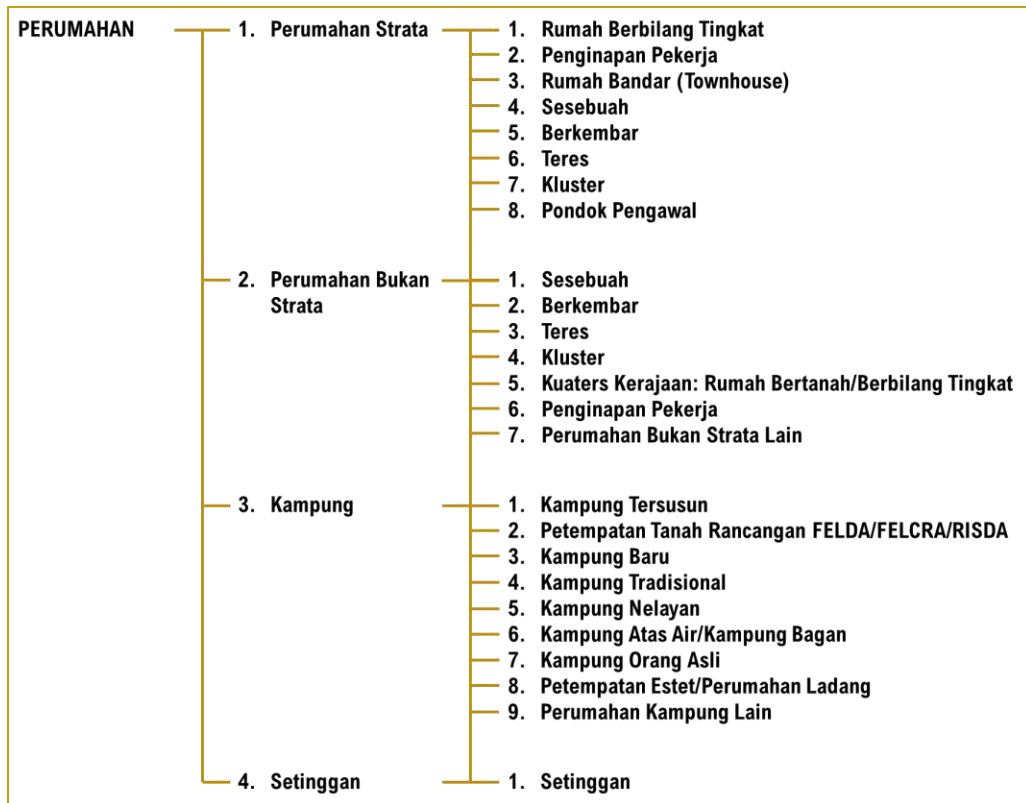 PERUMAHAN
1. Perumahan Strata
1. Rumah Berbilang Tingkat
2. Penginapan Pekerja
3. Rumah Bandar (Townhouse)
4. Sesebuah
5. Berkembar
6. Teres
7. Kluster
8. Pondok Pengawal
2. Perumahan Bukan
Strata
1. Sesebuah
2. Berkembar
3. Teres
4. Kluster
5. Kuaters Kerajaan: Rumah Bertanah/Berbilang Tingkat
6. Penginapan Pekerja
7. Perumahan Bukan Strata Lain
3. Kampung
1. Kampung Tersusun
2. Petempatan Tanah Rancangan FELDA/FELCRA/RISDA
3. Kampung Baru
4. Kampung Tradisional
5. Kampung Nelayan
6. Kampung Atas Air/Kampung Bagan
7. Kampung Orang Asli
8. Petempatan Estet/Perumahan Ladang
9. Perumahan Kampung Lain
4. Setinggan
1. Setinggan